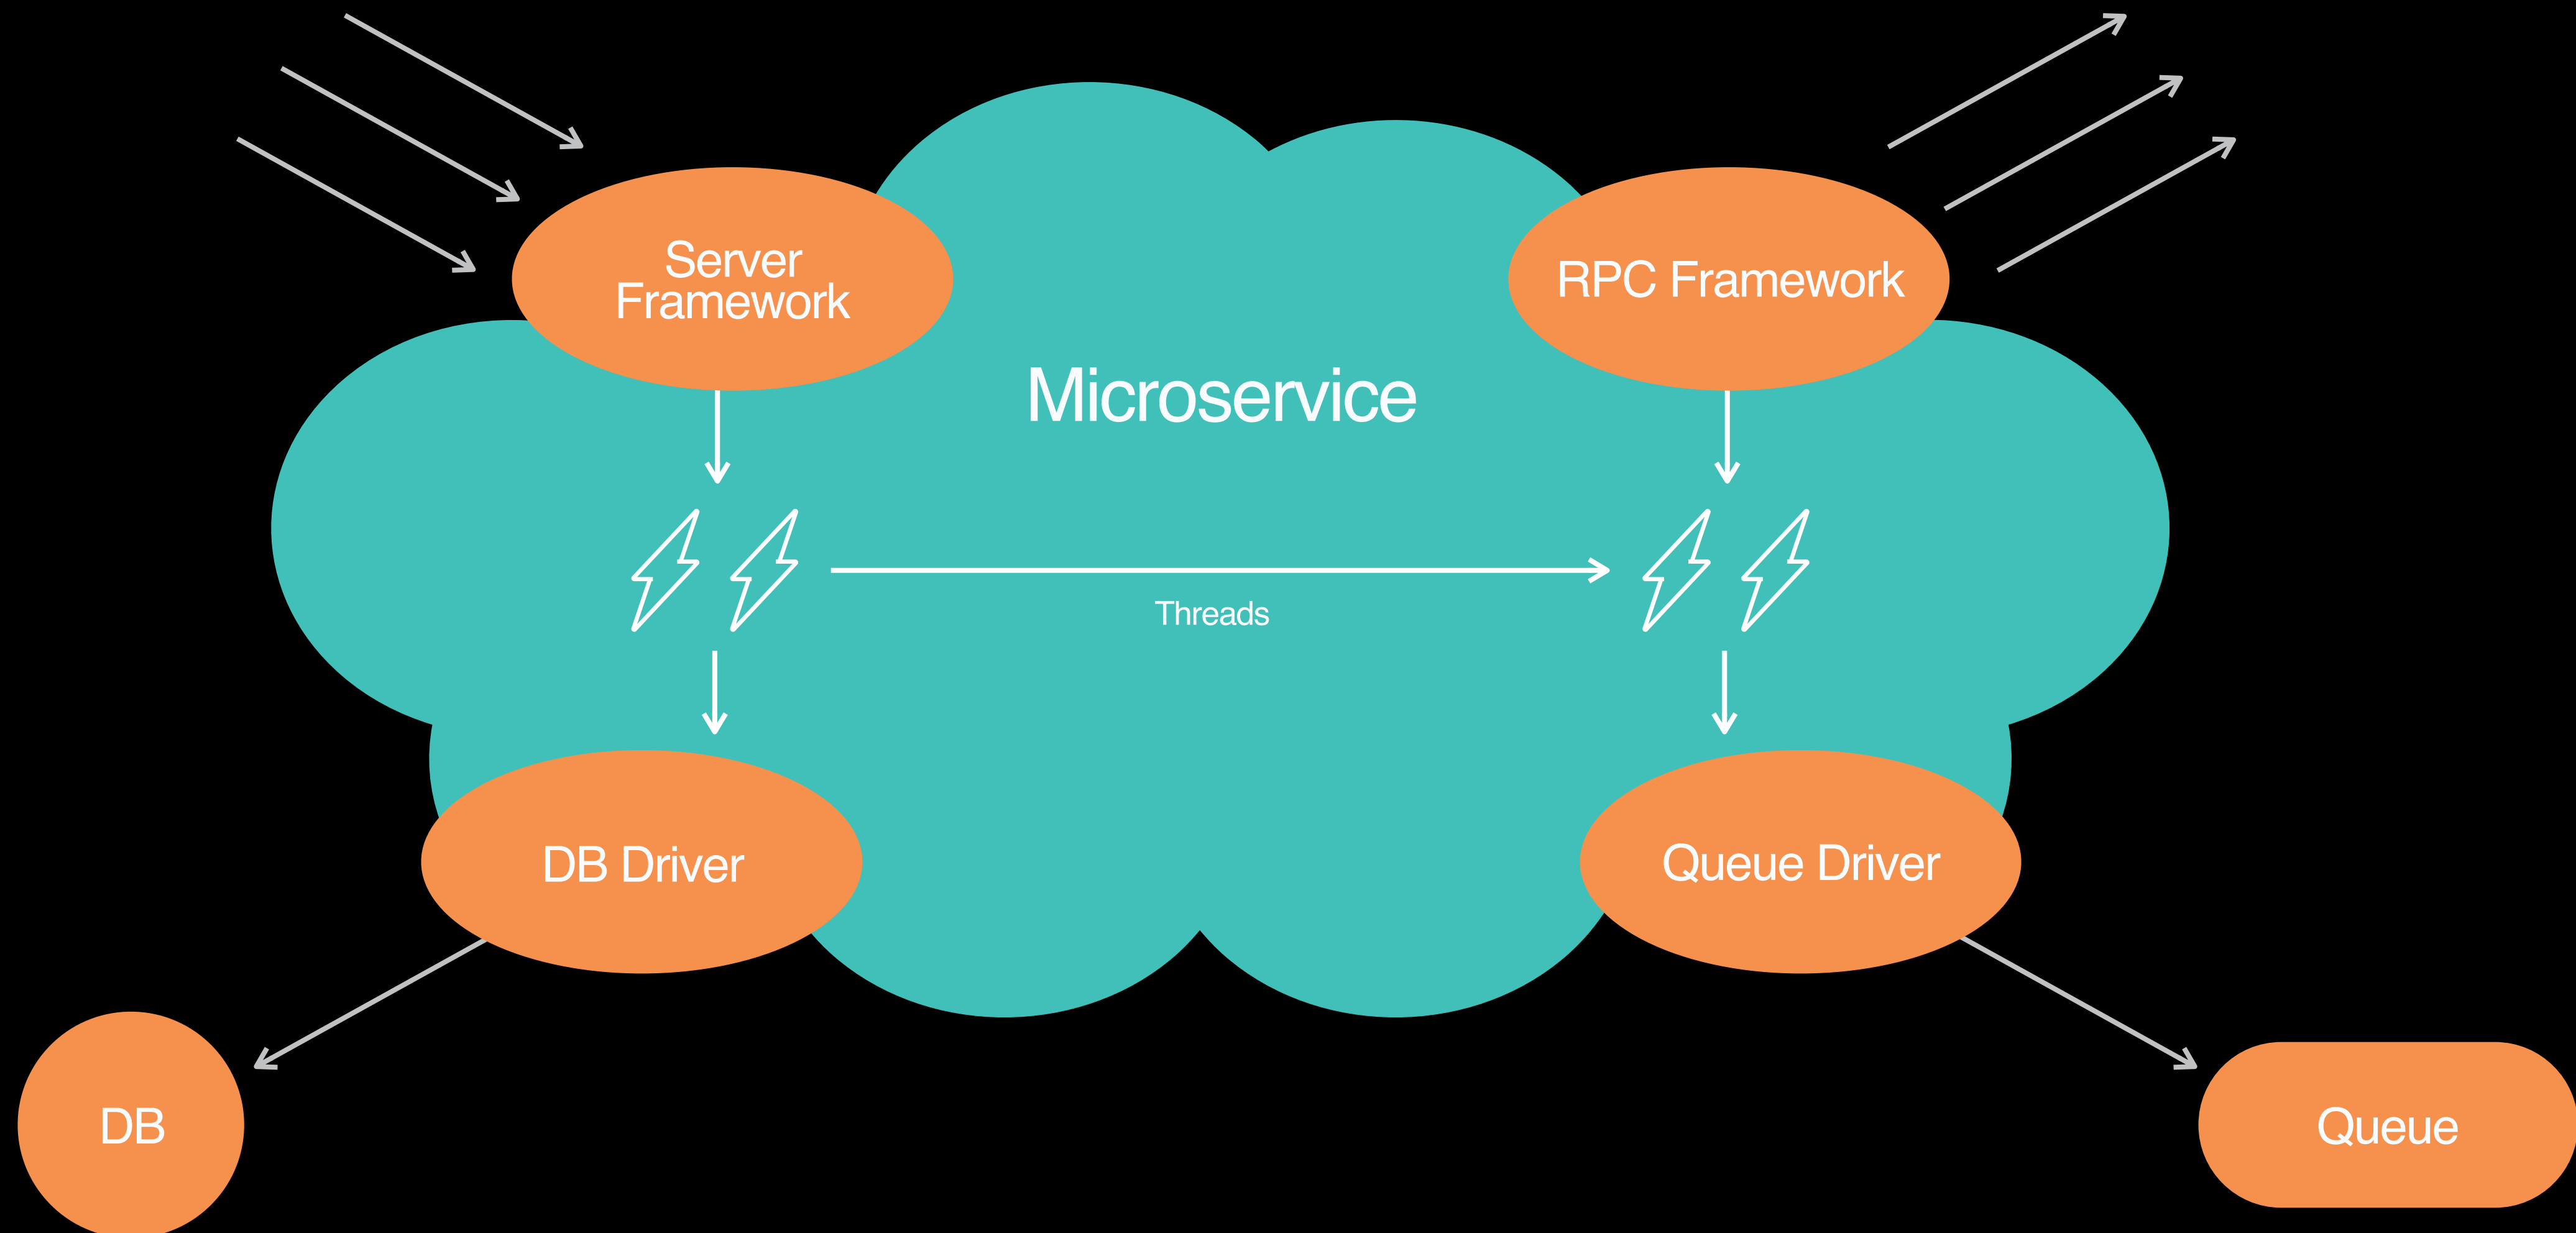 Server
Framework
RPC Framework
Microservice
Threads
DB Driver
Queue Driver
DB
Queue